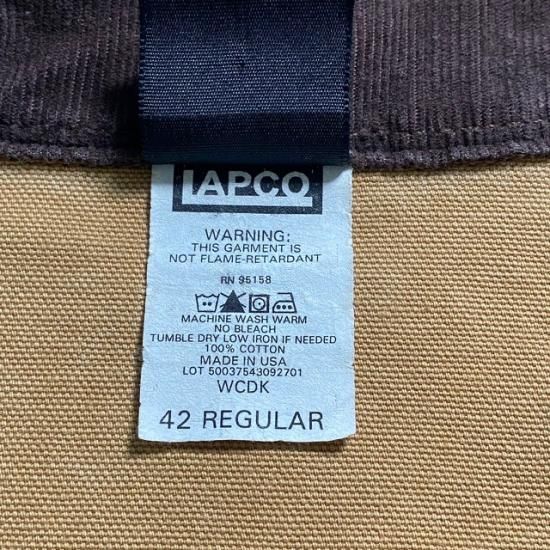 LAPCO
WARNING:
THIS GARMENT IS
NOT FLAME-RETARDANT
RN 95158
MACHINE WASH WARM
NO BLEACH
TUMBLE DRY LOW IRON IF NEEDED
100% COTTON
MADE IN USA
LOT 50037543092701
WCDK
42 REGULAR